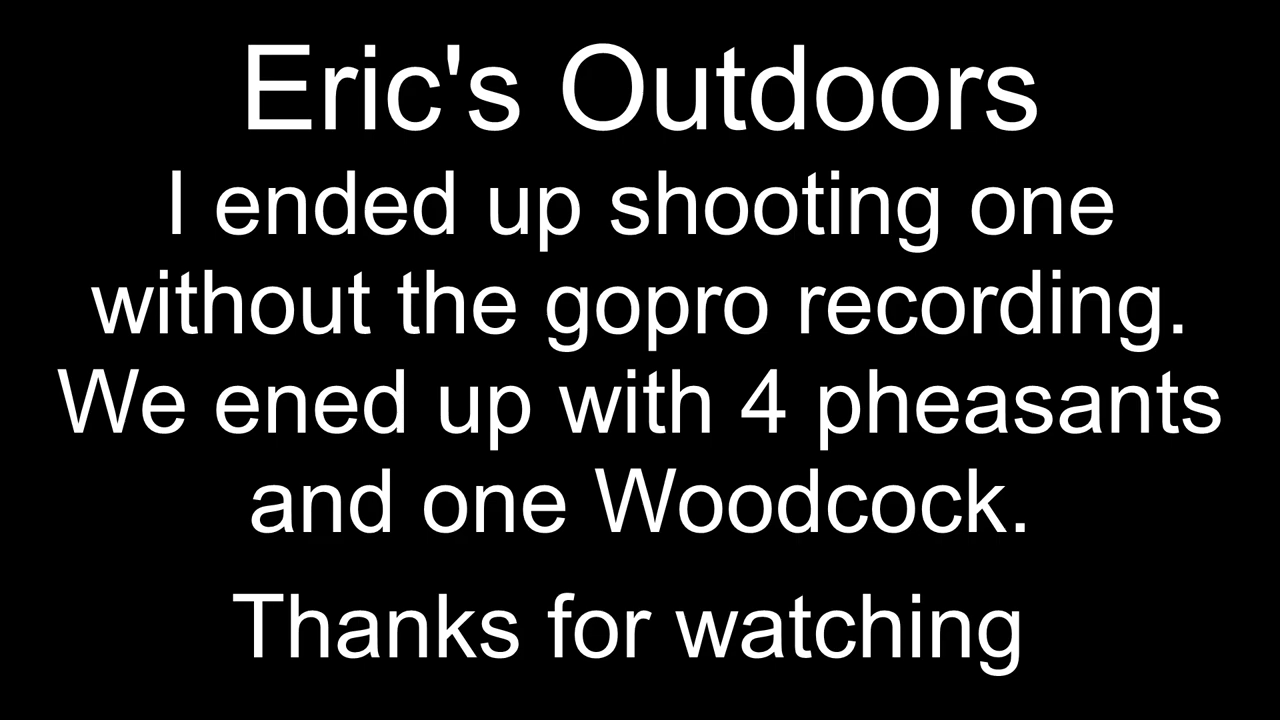 Eric's Outdoors
I ended up shooting one
without the gopro recording.
We ened up with 4 pheasants
and one Woodcock.
Thanks for watching